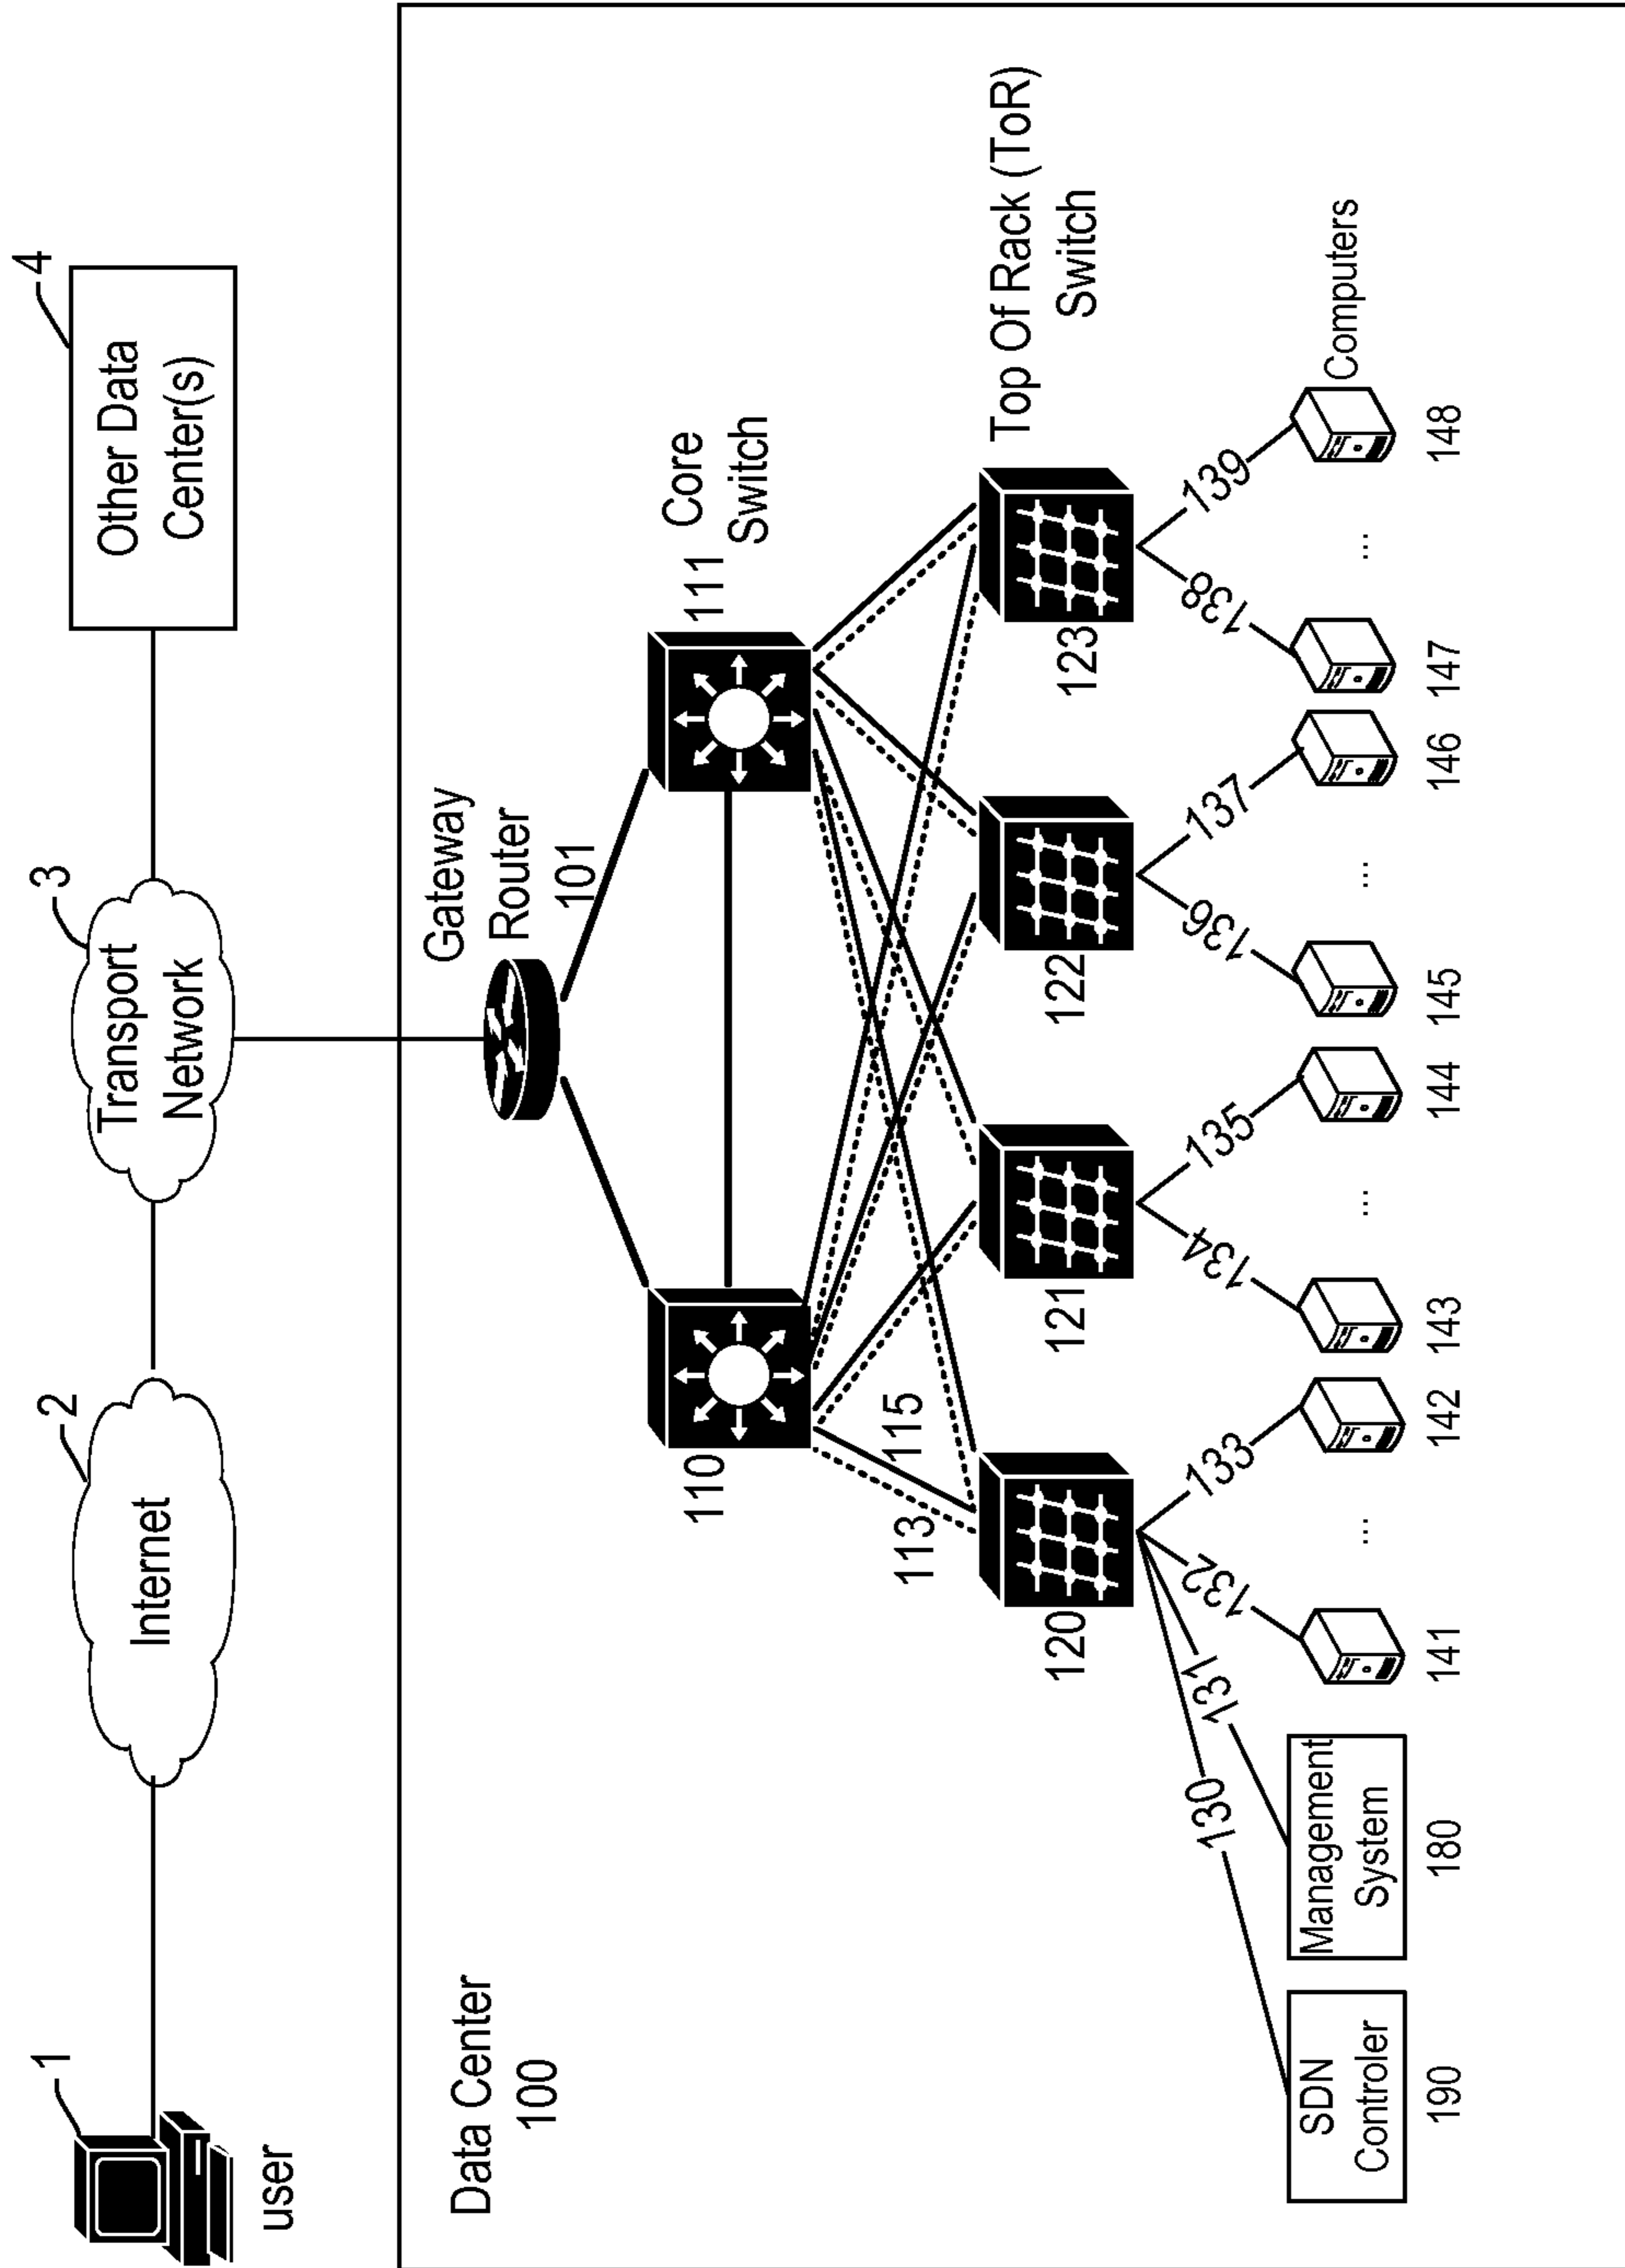 1
user
2
Internet
3
Transport
Network
4
Other Data
Center(s)
Data Center
100
Gateway
Router
101
110
111
Core
Switch
113
115
120
121
122
123
Top Of Rack (ToR)
Switch
130
131
132
133
134
135
136
137
138
139
SDN
Controler
190
Management
System
180
141
...
142
143
...
144
145
...
146
147
...
148
Computers